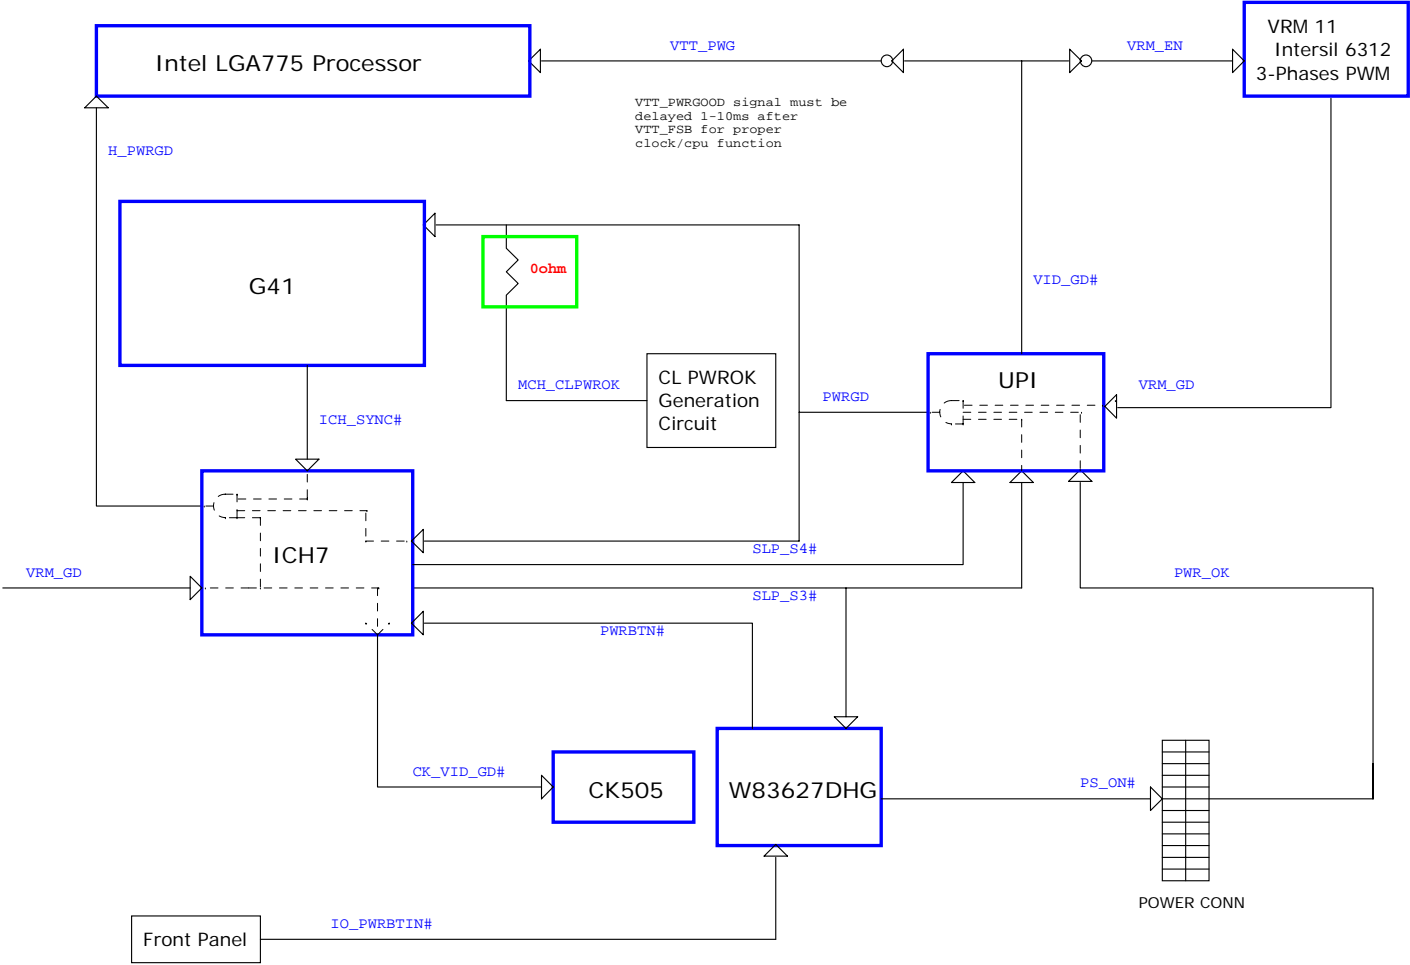 VRM 11
Intersil 6312
3-Phases PWM
Intel LGA775 Processor
VTT_PWG
VRM_EN
VTT_PWRGOOD signal must be
delayed 1-10ms after
VTT_FSB for proper
clock/cpu function
H_PWRGD
G41
0ohm
VID_GD#
CL PWROK
Generation
Circuit
MCH_CLPWROK
PWRGD
UPI
VRM_GD
ICH_SYNC#
ICH7
SLP_S4#
VRM_GD
SLP_S3#
PWR_OK
PWRBTN#
CK_VID_GD#
CK505
W83627DHG
PS_ON#
POWER CONN
IO_PWRBTIN#
Front Panel